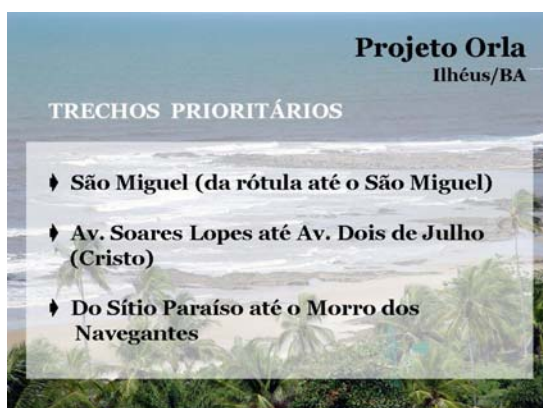 Projeto Orla
Ilhéus/BA
TRECHOS PRIORITÁRIOS
➧ São Miguel (da rótula até o São Miguel)
➧ Av. Soares Lopes até Av. Dois de Julho
(Cristo)
➧ Do Sítio Paraíso até o Morro dos
Navegantes